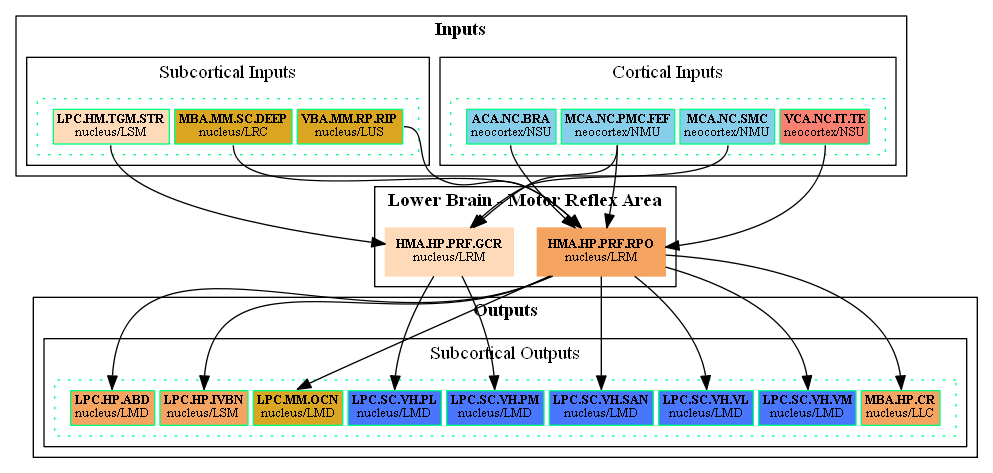 Inputs
Subcortical Inputs
Cortical Inputs
LPC.HM.TGM.STR
nucleus/LSM
MBA.MM.SC.DEEP
nucleus/LRC
VBA.MM.RP.RIP
nucleus/LUS
ACA.NC.BRA
neocortex/NSU
MCA.NC.PMC.FEF
neocortex/NMU
MCA.NC.SMC
neocortex/NMU
VCA.NC.IT.TE
neocortex/NSU
Lower Brain - Motor Reflex Area
HMA.HP.PRF.GCR
nucleus/LRM
HMA.HP.PRF.RPO
nucleus/LRM
Outputs
Subcortical Outputs
LPC.HP.ABD
nucleus/LMD
LPC.HP.IVBN
nucleus/LSM
LPC.MM.OCN
nucleus/LMD
LPC.SC.VH.PL
nucleus/LMD
LPC.SC.VH.PM
nucleus/LMD
LPC.SC.VH.SAN
nucleus/LMD
LPC.SC.VH.VL
nucleus/LMD
LPC.SC.VH.VM
nucleus/LMD
MBA.HP.CR
nucleus/LLC